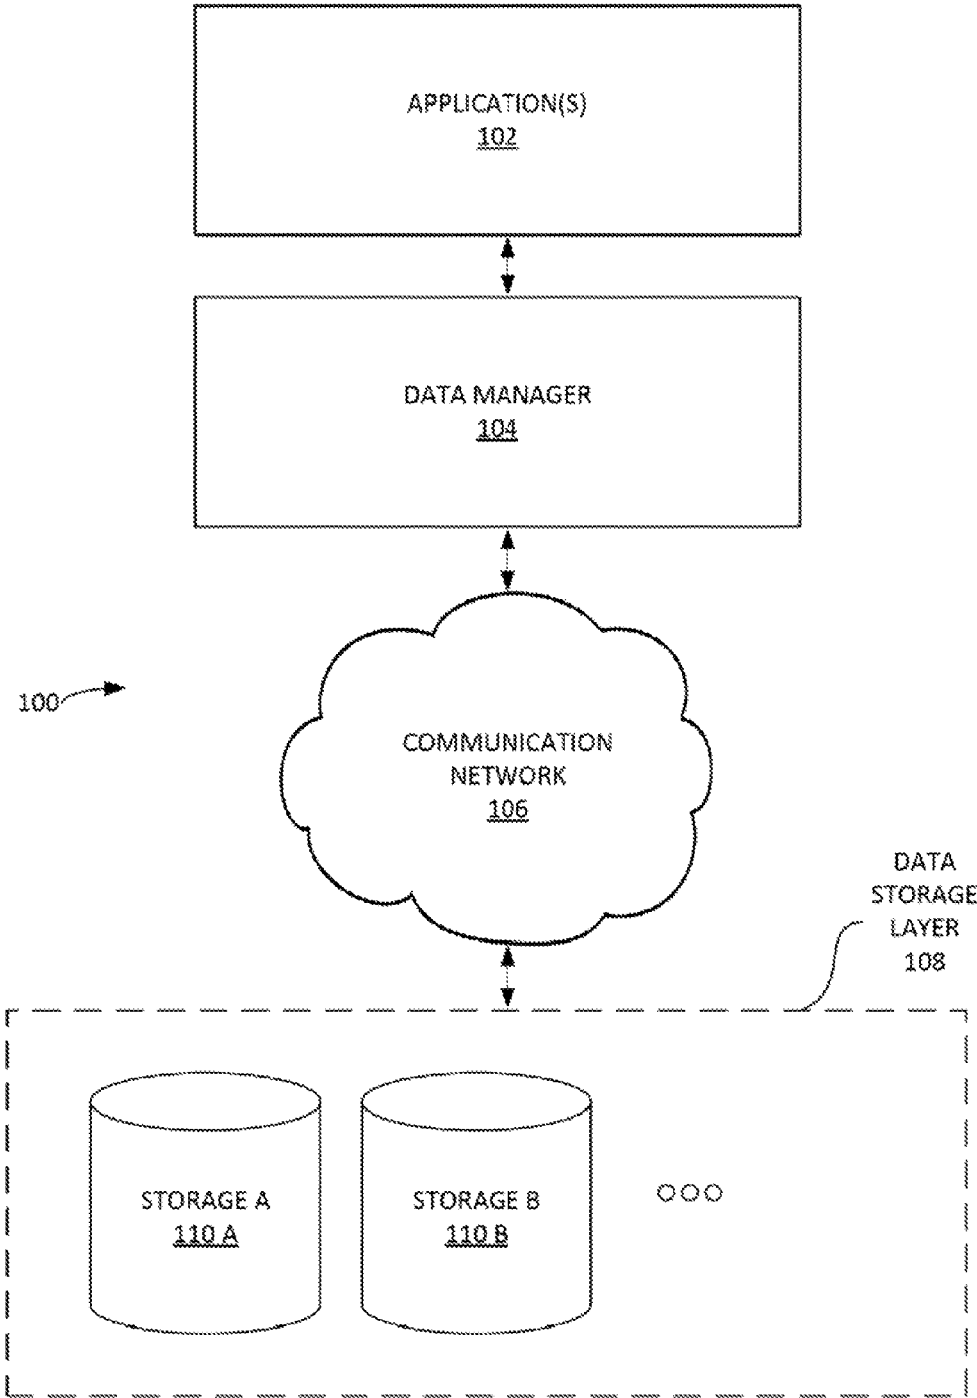 APPLICATION(S)
102
DATA MANAGER
104
100
COMMUNICATION
NETWORK
106
DATA
STORAGE
LAYER
108
STORAGE A
110 A
STORAGE B
110 B